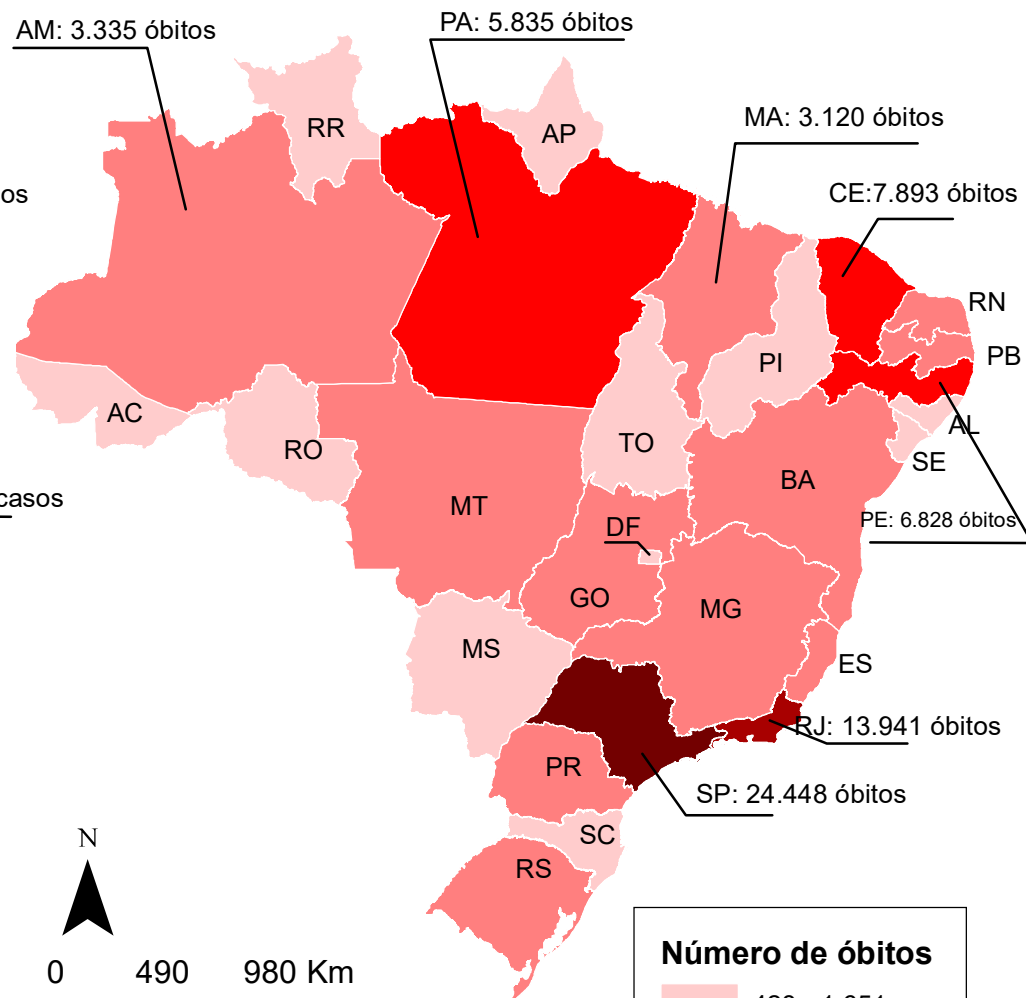 AM: 3.335 óbitos
PA: 5.835 óbitos
RR
AP
MA: 3.120 óbitos
CE:7.893 óbitos
os
RN
PB
PI
AC
AL
TO
RO
SE
BA
casos
MT
PE: 6.828 óbitos
DF
GO
MG
MS
ES
RJ: 13.941 óbitos
PR
SP: 24.448 óbitos
N
SC
RS
Número de óbitos
0 490 980 Km